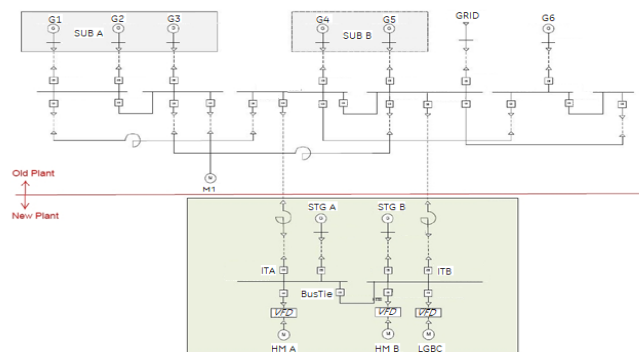 G1 G2 G3 G4 G5 GRID G6
SUB A SUB B
M1
Old Plant
New Plant
STG A STG B
ITA ITB
BusTie
VFD VFD VFD
HM A HM B LGBC